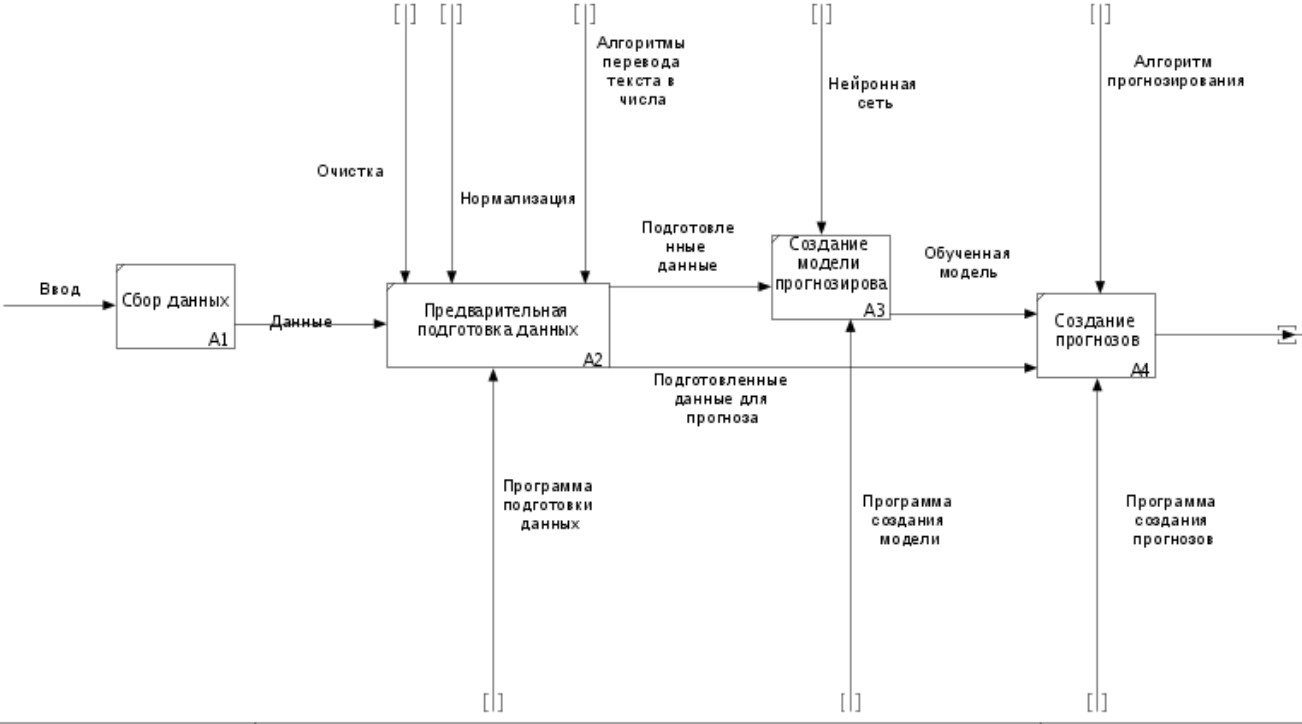 Алгоритмы
перевода
текста в
числа
Алгоритм
прогнозирования
Нейронная
сеть
Очистка
Нормализация
Подготовле
нные
данные
Создание
модели
прогнозирова
A3
Обученная
модель
Ввод
Сбор данных
A1
Данные
Предварительная
подготовка данных
A2
Создание
прогнозов
A4
Подготовленные
данные для
прогноза
Программа
подготовки
данных
Программа
создания
модели
Программа
создания
прогнозов